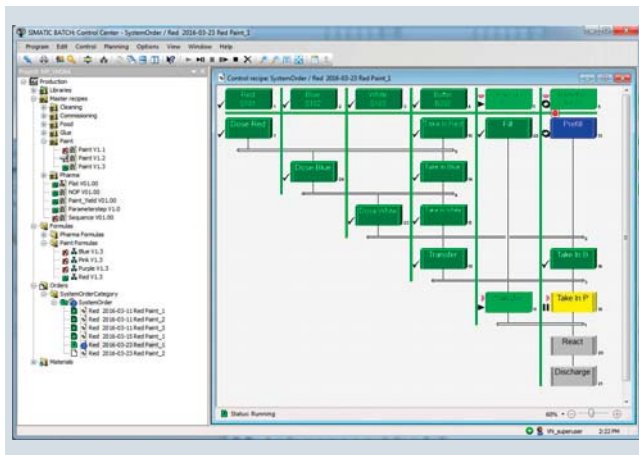 SIMATIC BATCH: Control Center - SystemOrder / Red 2016-03-23 Red Paint_1
Program Edit Control Planning Options View Window Help
Production
Libraries
Master recipes
Cleaning
Commissioning
Food
Glue
Paint
Paint V1.1
Paint V1.2
Paint V1.3
Pharma
Flat V01.00
NOP V01.00
Paint_Yield V01.00
Parameterstep V1.0
Sequence V01.00
Formulas
Pharma Formulas
Paint Formulas
Blue V1.3
Pink V1.3
Purple V1.3
Red V1.3
Orders
SystemOrderCategory
SystemOrder
Red 2016-03-11 Red Paint_1
Red 2016-03-11 Red Paint_2
Red 2016-03-11 Red Paint_3
Red 2016-03-11 Red Paint_1
Red 2016-03-23 Red Paint_1
Red 2016-03-23 Red Paint_2
Materials
Control recipe: SystemOrder / Red 2016-03-23 Red Paint_1
Red Blue White Buffer
Dose Red Fill Prefill
Dose Blue Take In Blue
Dose White Take In White
Transfer Take In B
Transfer Take In P
React
Discharge
Status: Running
60%
VN_superuser 2:22 PM